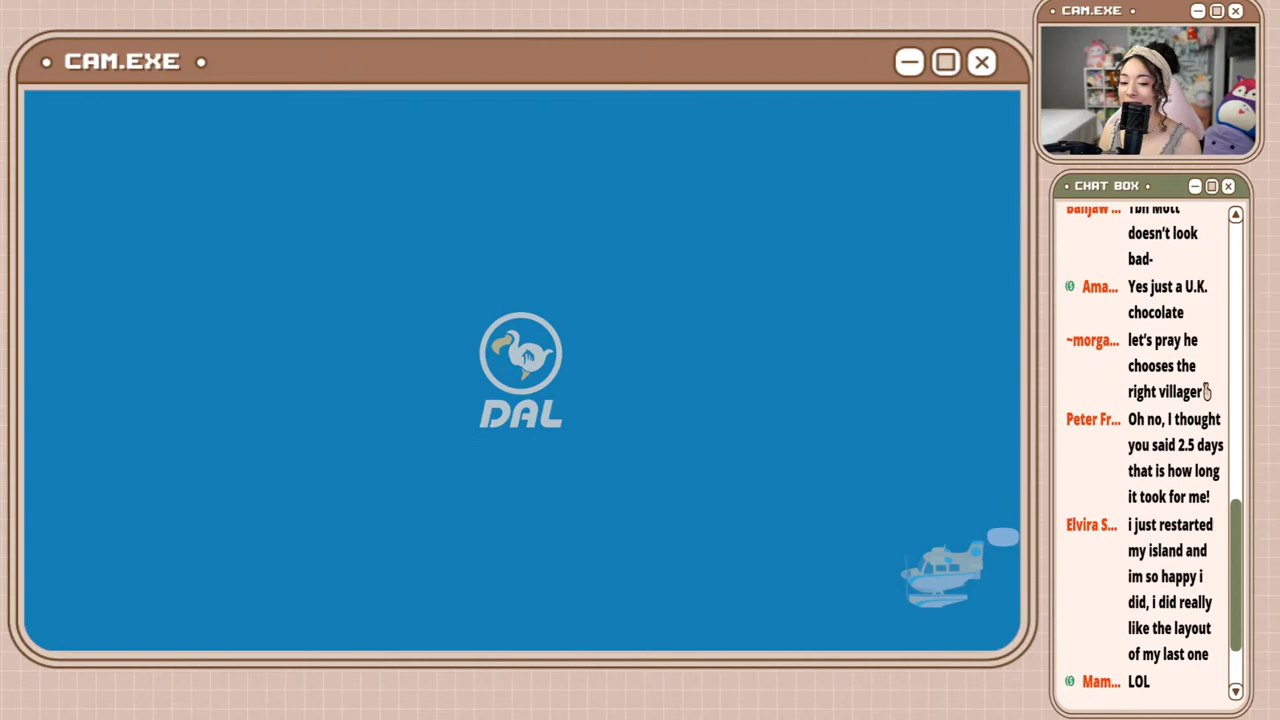 CAM.EXE
DAL
CAM.EXE
CHAT BOX
doesn't look
bad-
Ama... Yes just a U.K.
chocolate
~morga... let's pray he
chooses the
right villager
Peter Fr... Oh no, I thought
you said 2.5 days
that is how long
it took for me!
Elvira S... i just restarted
my island and
im so happy i
did, i did really
like the layout
of my last one
Mam... LOL